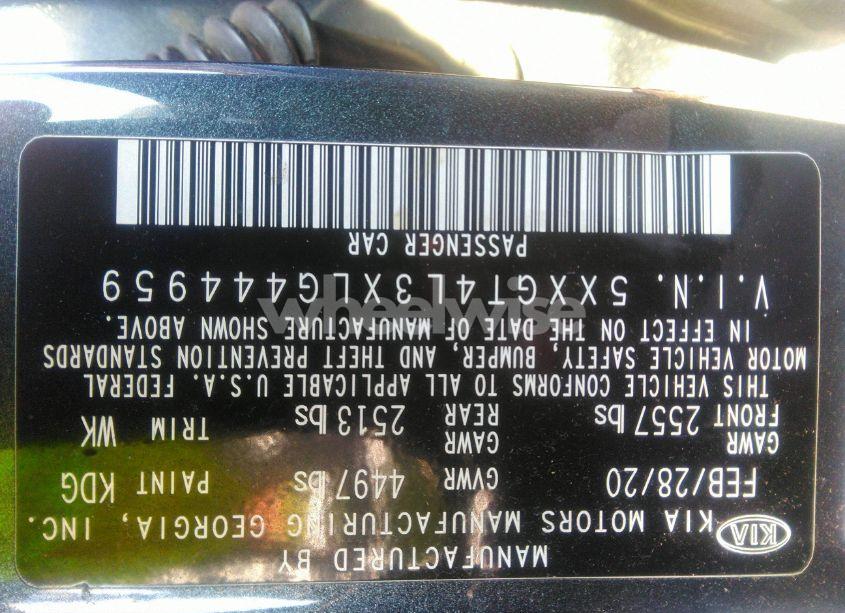 KIA
MANUFACTURED BY
KIA MOTORS MANUFACTURING GEORGIA, INC.
FEB/28/20 GVWR 4497 lbs PAINT KDG
GAWR FRONT 2557 lbs GAWR REAR 2513 lbs TRIM WK
THIS VEHICLE CONFORMS TO ALL APPLICABLE U.S.A. FEDERAL
MOTOR VEHICLE SAFETY, BUMPER, AND THEFT PREVENTION STANDARDS
IN EFFECT ON THE DATE OF MANUFACTURE SHOWN ABOVE.
V.I.N. 5XXGT4L3XLG444959
PASSENGER CAR
wheelwise